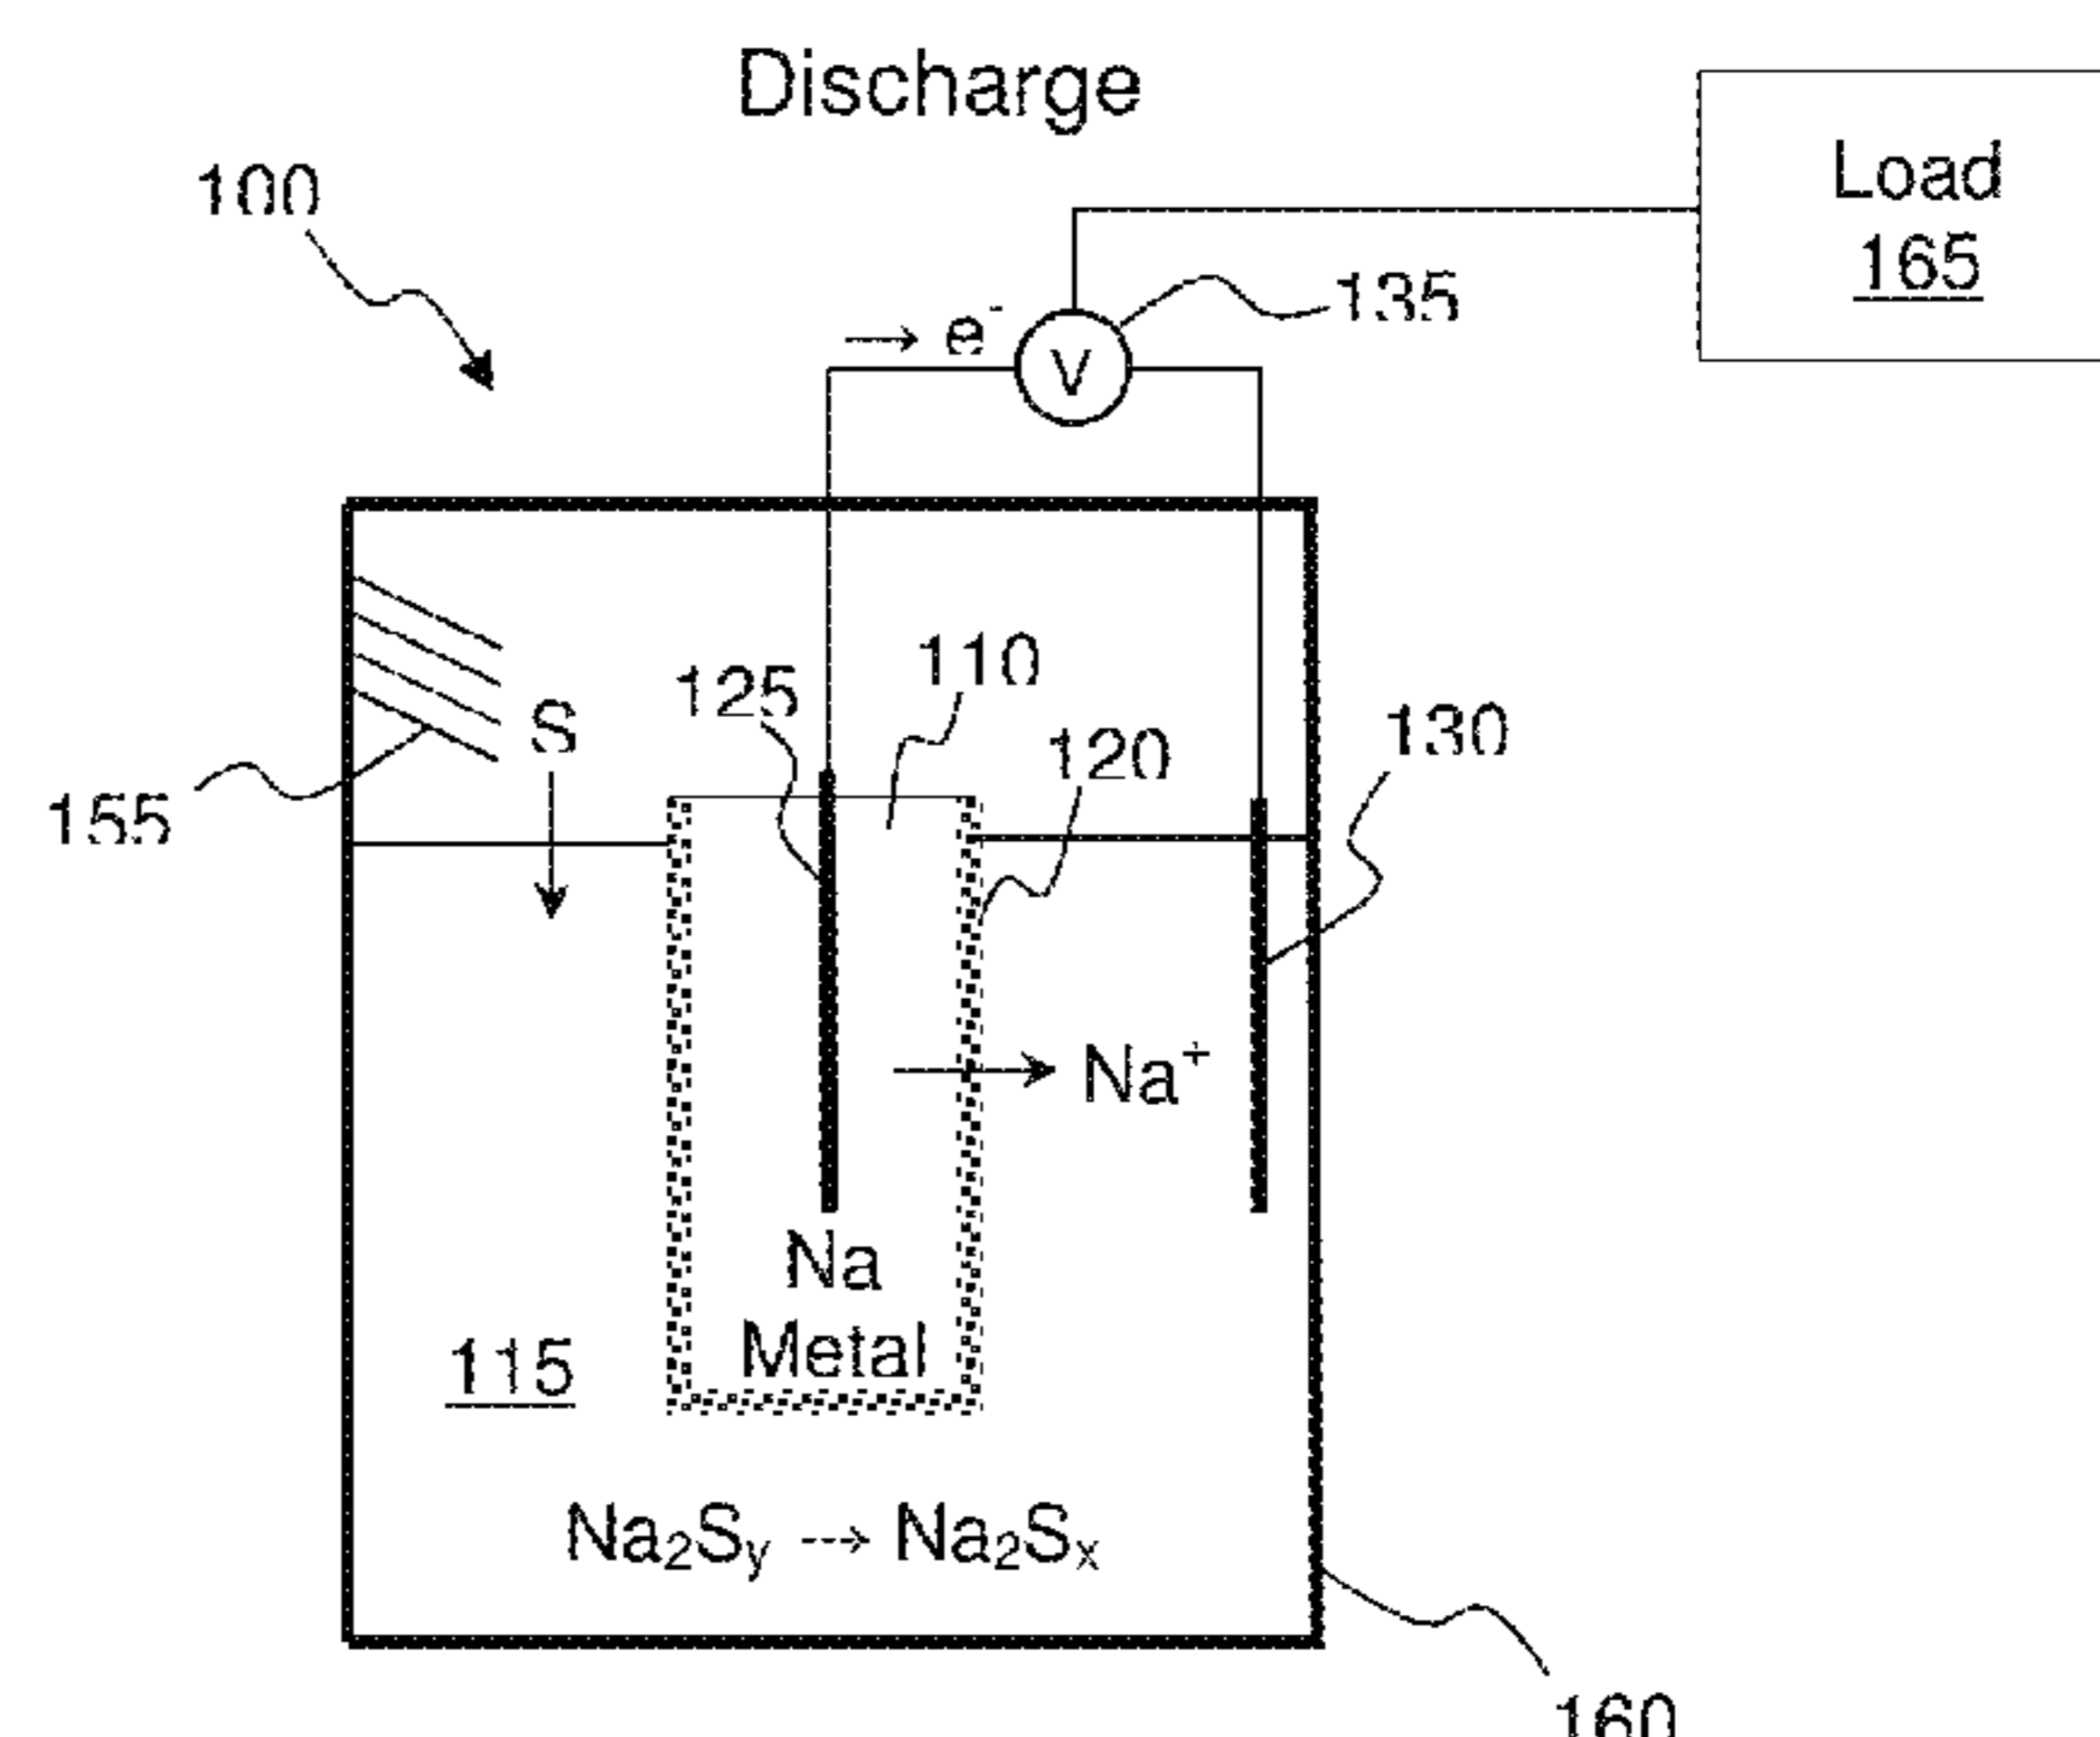 Discharge
100
Load
165
135
→ e⁻
V
110
125
120
130
S
155
Na⁺
Na
Metal
115
Na₂Sy --→ Na₂Sₓ
160